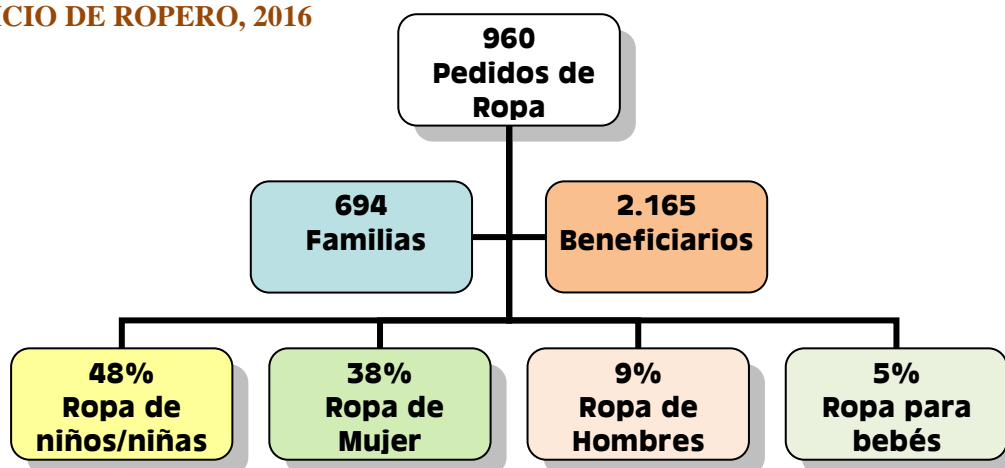 ICIO DE ROPERO, 2016
960
Pedidos de
Ropa
694
Familias
2.165
Beneficiarios
48%
Ropa de
niños/niñas
38%
Ropa de
Mujer
9%
Ropa de
Hombres
5%
Ropa para
bebés